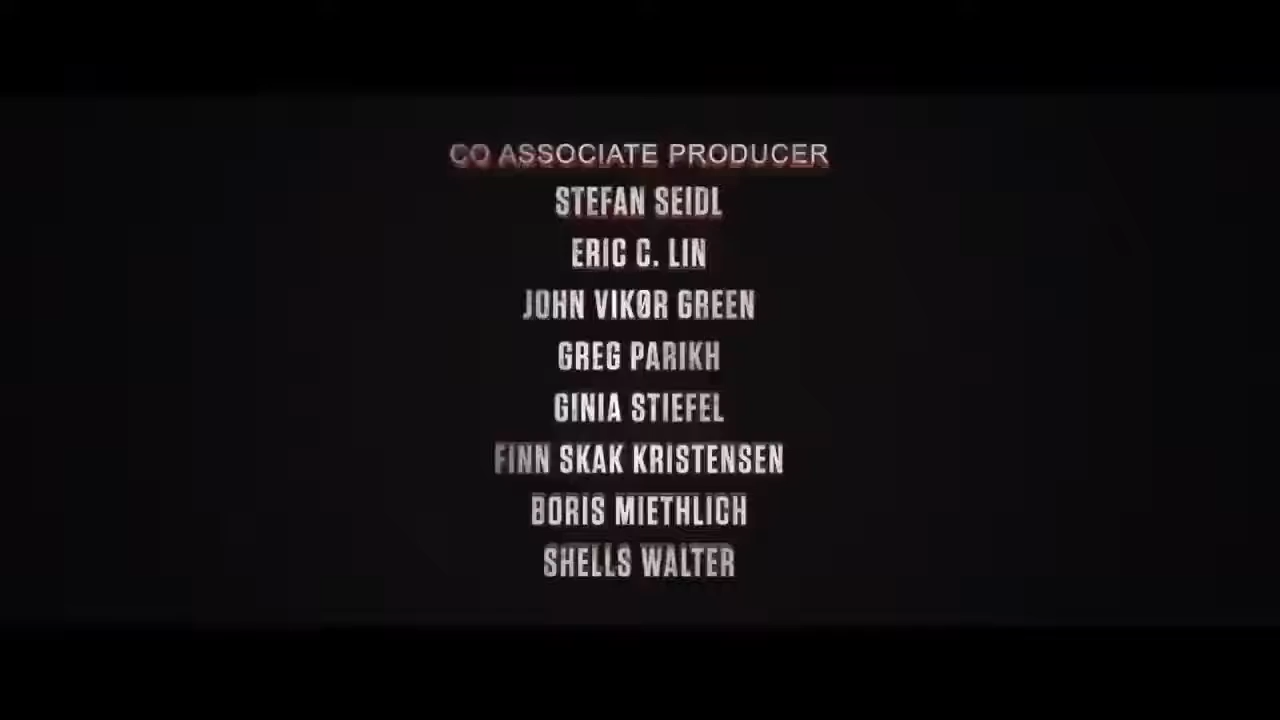 CO ASSOCIATE PRODUCER
STEFAN SEIDL
ERIC C. LIN
JOHN VIKØR GREEN
GREG PARIKH
GINIA STIEFEL
FINN SKAK KRISTENSEN
BORIS MIETHLICH
SHELLS WALTER